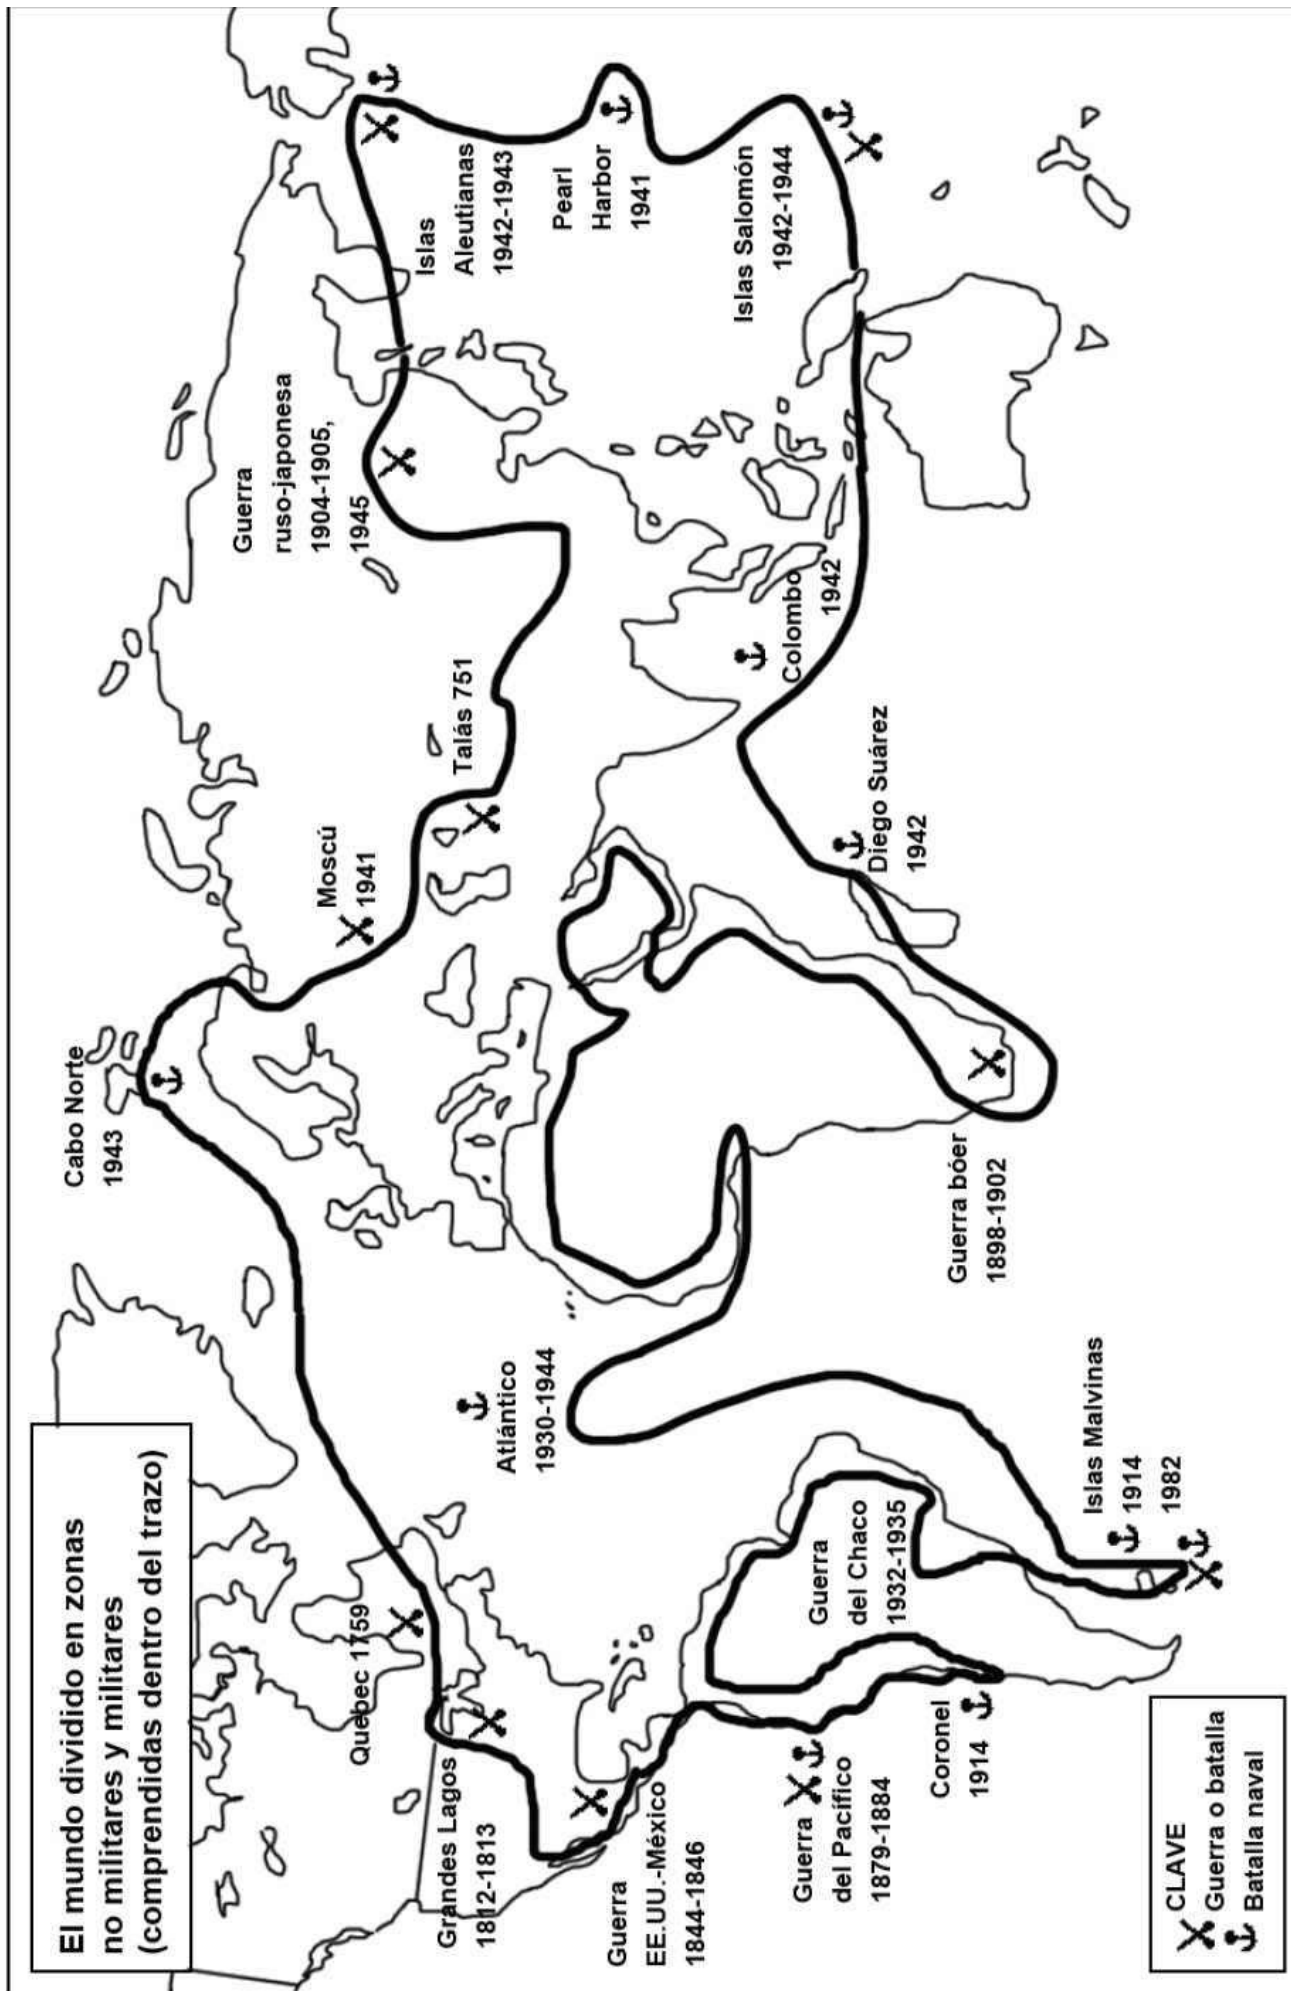 El mundo dividido en zonas
no militares y militares
(comprendidas dentro del trazo)
Cabo Norte
1943
Moscú
1941
Talás 751
Guerra
ruso-japonesa
1904-1905,
1945
Islas
Aleutianas
1942-1943
Pearl
Harbor
1941
Islas Salomón
1942-1944
Quebec 1759
Grandes Lagos
1812-1813
Atlántico
1930-1944
Guerra
EE.UU.-México
1844-1846
Guerra
del Pacífico
1879-1884
Guerra
del Chaco
1932-1935
Coronel
1914
Islas Malvinas
1914
1982
Guerra bóer
1898-1902
Diego Suárez
1942
Colombo
1942
CLAVE
Guerra o batalla
Batalla naval